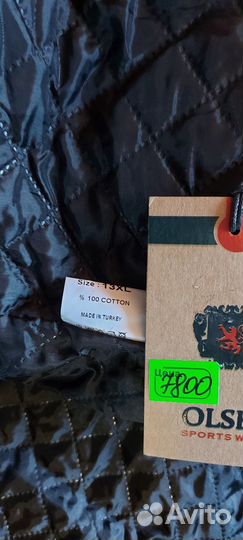 Size : 13XL
% 100 COTTON
MADE IN TURKEY
Цена
7800
OLSE
SPORTS W
Avito